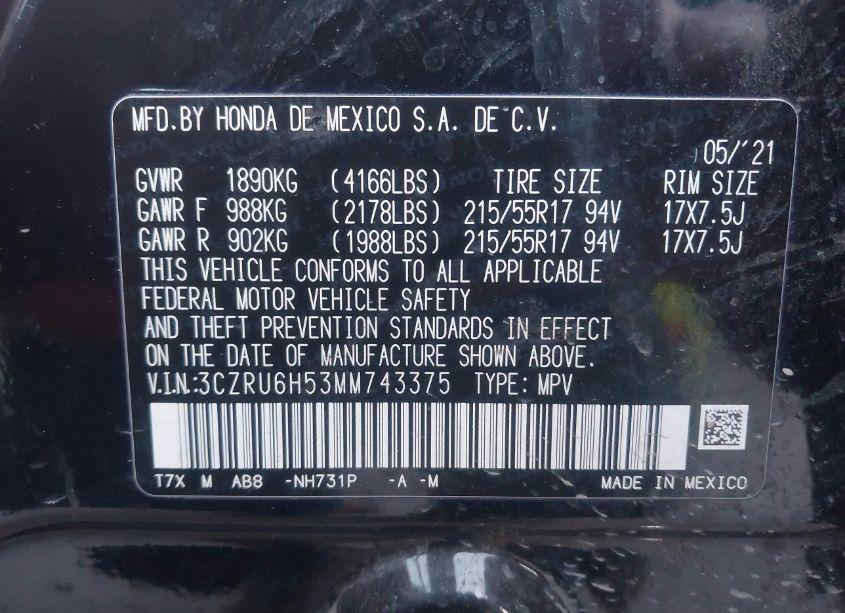 MFD.BY HONDA DE MEXICO S.A. DE C.V.
05/'21
GVWR 1890KG (4166LBS) TIRE SIZE RIM SIZE
GAWR F 988KG (2178LBS) 215/55R17 94V 17X7.5J
GAWR R 902KG (1988LBS) 215/55R17 94V 17X7.5J
THIS VEHICLE CONFORMS TO ALL APPLICABLE
FEDERAL MOTOR VEHICLE SAFETY
AND THEFT PREVENTION STANDARDS IN EFFECT
ON THE DATE OF MANUFACTURE SHOWN ABOVE.
V.I.N.:3CZRU6H53MM743375 TYPE: MPV
T7X M AB8 -NH731P -A -M MADE IN MEXICO